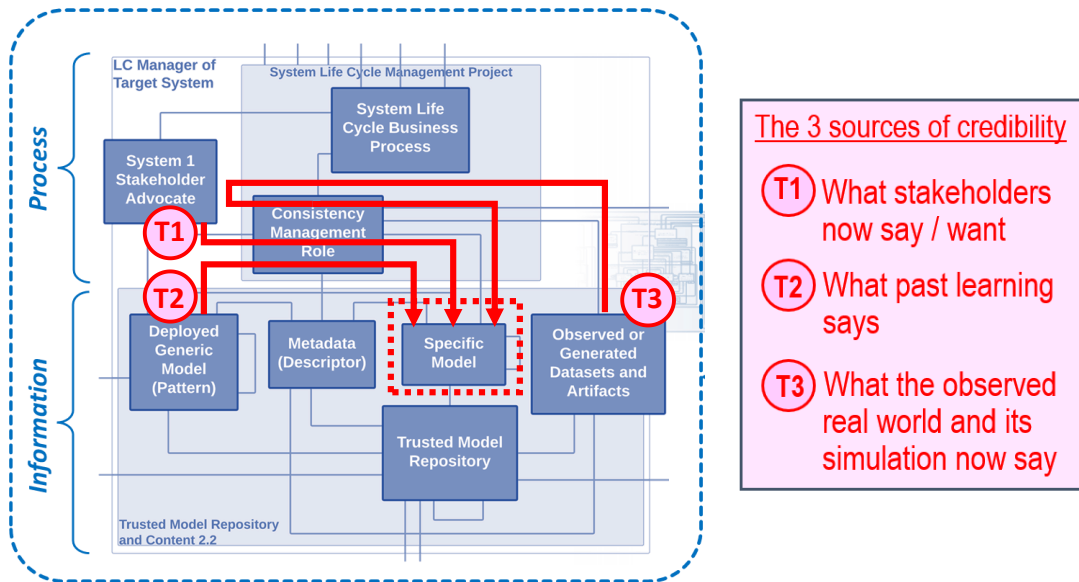 LC Manager of
Target System
System Life Cycle Management Project
Process
System Life
Cycle Business
Process
System 1
Stakeholder
Advocate
Consistency
Management
Role
T1
T2
T3
Information
Deployed
Generic
Model
(Pattern)
Metadata
(Descriptor)
Specific
Model
Observed or
Generated
Datasets and
Artifacts
Trusted Model
Repository
Trusted Model Repository
and Content 2.2
The 3 sources of credibility
T1 What stakeholders
now say / want
T2 What past learning
says
T3 What the observed
real world and its
simulation now say